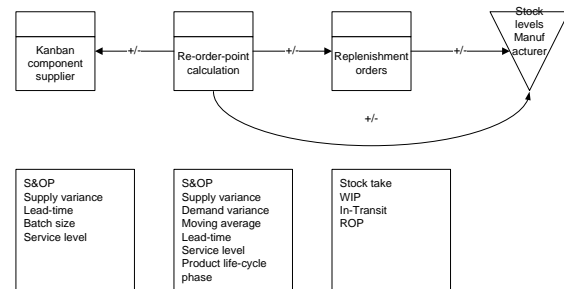 Kanban
component
supplier
+/-
Re-order-point
calculation
+/-
Replenishment
orders
+/-
Stock
levels
Manuf
acturer
+/-
S&OP
Supply variance
Lead-time
Batch size
Service level
S&OP
Supply variance
Demand variance
Moving average
Lead-time
Service level
Product life-cycle
phase
Stock take
WIP
In-Transit
ROP